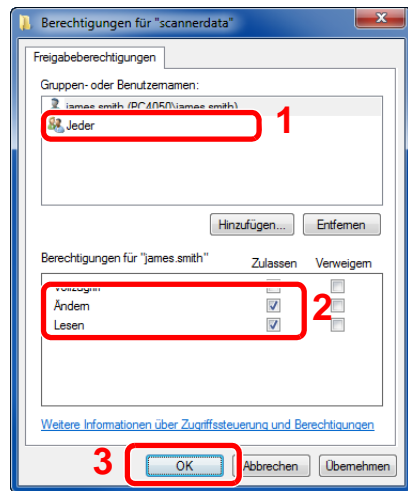 Berechtigungen für "scannerdata"
Freigabeberechtigungen
Gruppen- oder Benutzernamen:
james.smith (PC4050\james.smith)
Jeder
1
Hinzufügen... Entfernen
Berechtigungen für "james.smith" Zulassen Verweigern
Vollzugriff
Ändern
2
Lesen
Weitere Informationen über Zugriffssteuerung und Berechtigungen
3
OK Abbrechen Übernehmen